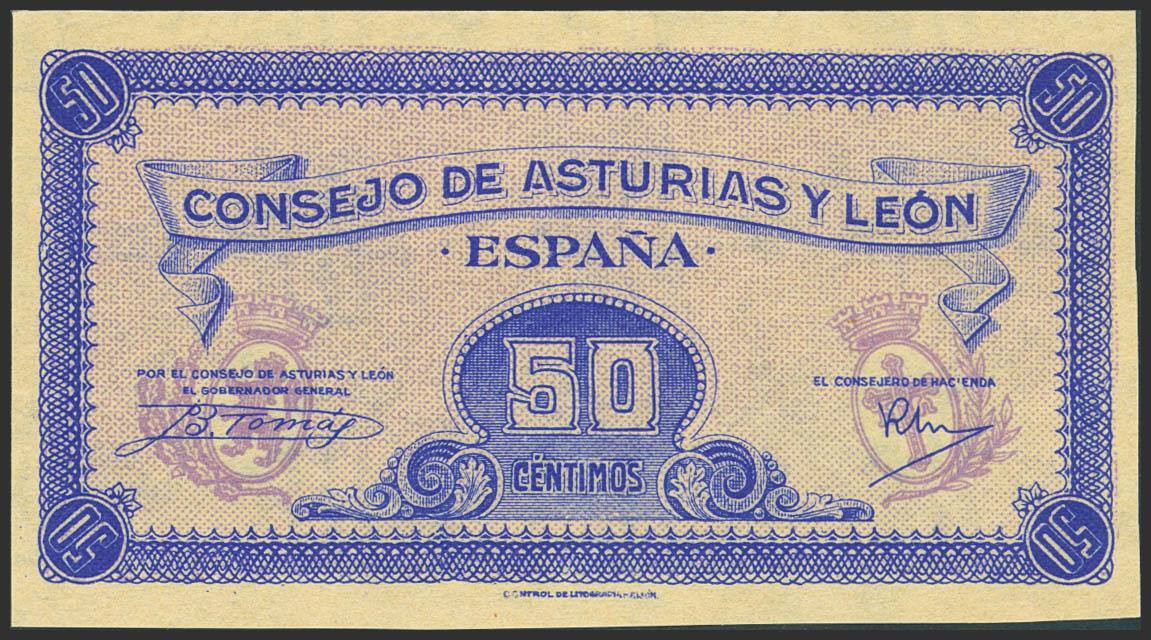 50
50
CONSEJO DE ASTURIAS Y LEÓN
· ESPAÑA ·
POR EL CONSEJO DE ASTURIAS Y LEÓN
EL GOBERNADOR GENERAL
B. Tomás
50
CÉNTIMOS
EL CONSEJERO DE HACIENDA
50
50
CONTROL DE LITOGRAFIA